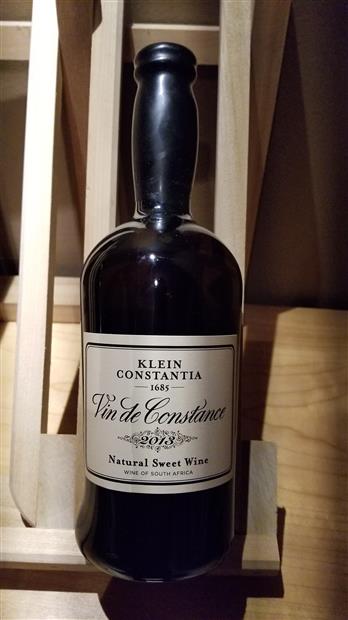 KLEIN
CONSTANTIA
1685
Vin de Constance
2013
Natural Sweet Wine
WINE OF SOUTH AFRICA